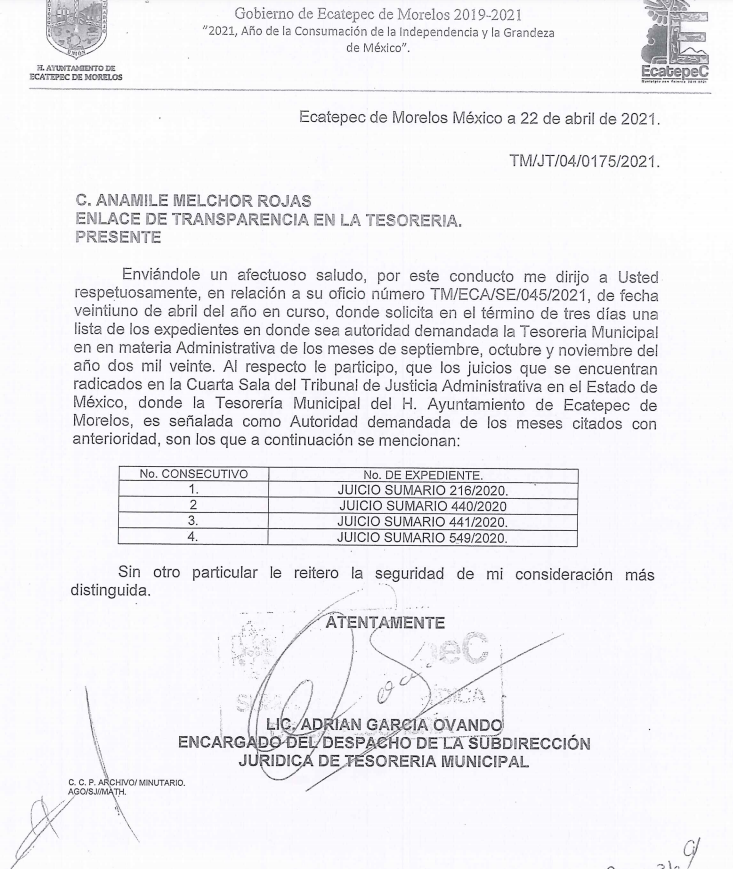 Gobierno de Ecatepec de Morelos 2019-2021
"2021, Año de la Consumación de la Independencia y la Grandeza
de México".
H. AYUNTAMIENTO DE
ECATEPEC DE MORELOS
EcatepeC
Ecatepec de Morelos México a 22 de abril de 2021.
TM/JT/04/0175/2021.
C. ANAMILE MELCHOR ROJAS
ENLACE DE TRANSPARENCIA EN LA TESORERIA.
PRESENTE
Enviándole un afectuoso saludo, por este conducto me dirijo a Usted
respetuosamente, en relación a su oficio número TM/ECA/SE/045/2021, de fecha
veintiuno de abril del año en curso, donde solicita en el término de tres días una
lista de los expedientes en donde sea autoridad demandada la Tesoreria Municipal
en en materia Administrativa de los meses de septiembre, octubre y noviembre del
año dos mil veinte. Al respecto le participo, que los juicios que se encuentran
radicados en la Cuarta Sala del Tribunal de Justicia Administrativa en el Estado de
México, donde la Tesorería Municipal del H. Ayuntamiento de Ecatepec de
Morelos, es señalada como Autoridad demandada de los meses citados con
anterioridad, son los que a continuación se mencionan:
No. CONSECUTIVO No. DE EXPEDIENTE.
1. JUICIO SUMARIO 216/2020.
2 JUICIO SUMARIO 440/2020
3. JUICIO SUMARIO 441/2020.
4. JUICIO SUMARIO 549/2020.
Sin otro particular le reitero la seguridad de mi consideración más
distinguida.
ATENTAMENTE
LIC. ADRIAN GARCIA OVANDO
ENCARGADO DEL DESPACHO DE LA SUBDIRECCIÓN
JURIDICA DE TESORERIA MUNICIPAL
C. C. P. ARCHIVO/ MINUTARIO.
AGO/SJ//MATH.